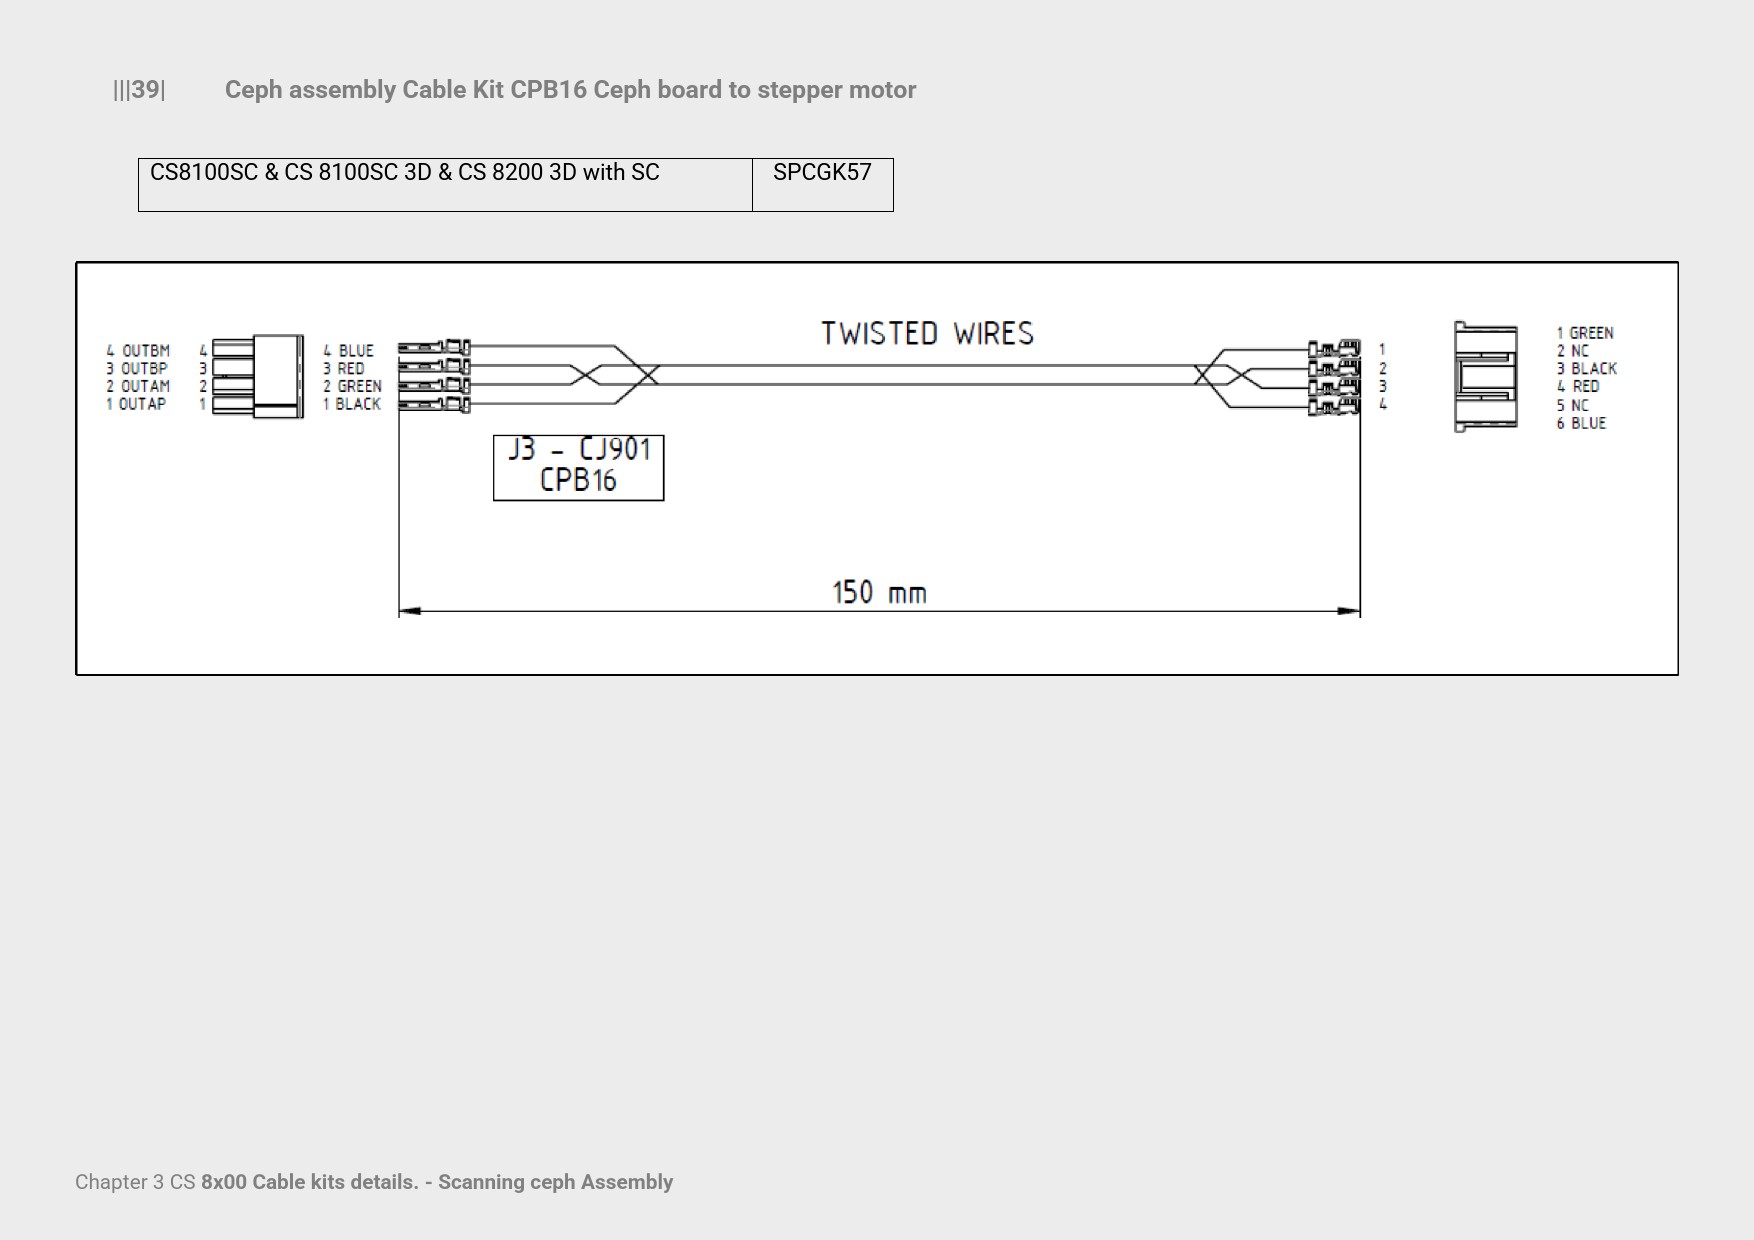 |||39| Ceph assembly Cable Kit CPB16 Ceph board to stepper motor
CS8100SC & CS 8100SC 3D & CS 8200 3D with SC SPCGK57
TWISTED WIRES
4 OUTBM 4 4 BLUE
3 OUTBP 3 3 RED
2 OUTAM 2 2 GREEN
1 OUTAP 1 1 BLACK
1
2
3
4
1 GREEN
2 NC
3 BLACK
4 RED
5 NC
6 BLUE
J3 - CJ901
CPB16
150 mm
Chapter 3 CS 8x00 Cable kits details. - Scanning ceph Assembly